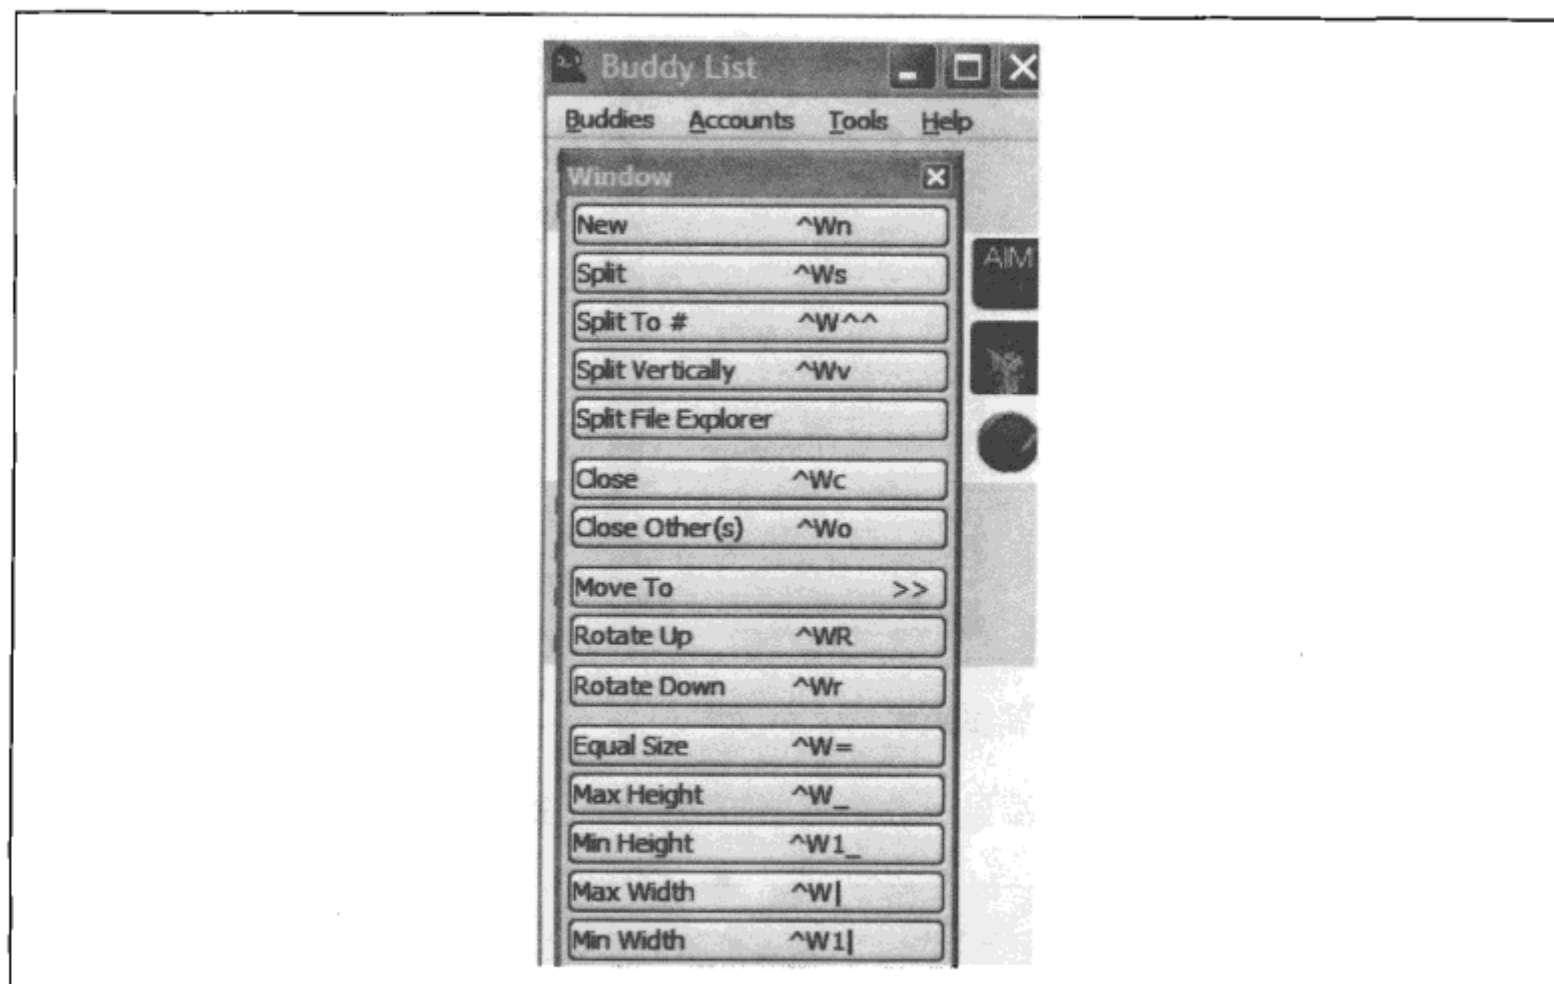 Buddy List
Buddies Accounts Tools Help
Window
New ^Wn
Split ^Ws
AIM
Split To # ^W^^
Split Vertically ^Wv
Split File Explorer
Close ^Wc
Close Other(s) ^Wo
Move To >>
Rotate Up ^WR
Rotate Down ^Wr
Equal Size ^W=
Max Height ^W_
Min Height ^W1_
Max Width ^W|
Min Width ^W1|